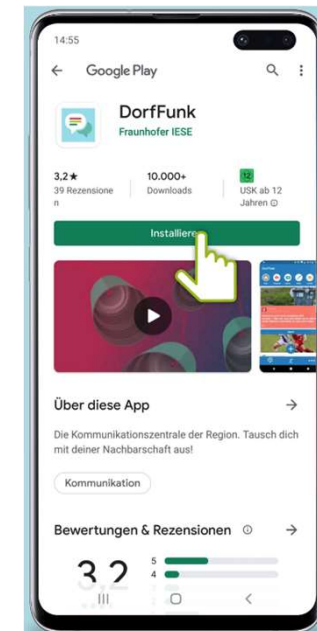 14:55
Google Play
DorfFunk
Fraunhofer IESE
3,2★
39 Rezensione
n
10.000+
Downloads
12
USK ab 12
Jahren
Installiere
Über diese App
Die Kommunikationszentrale der Region. Tausch dich
mit deiner Nachbarschaft aus!
Kommunikation
Bewertungen & Rezensionen
3,2
5
4